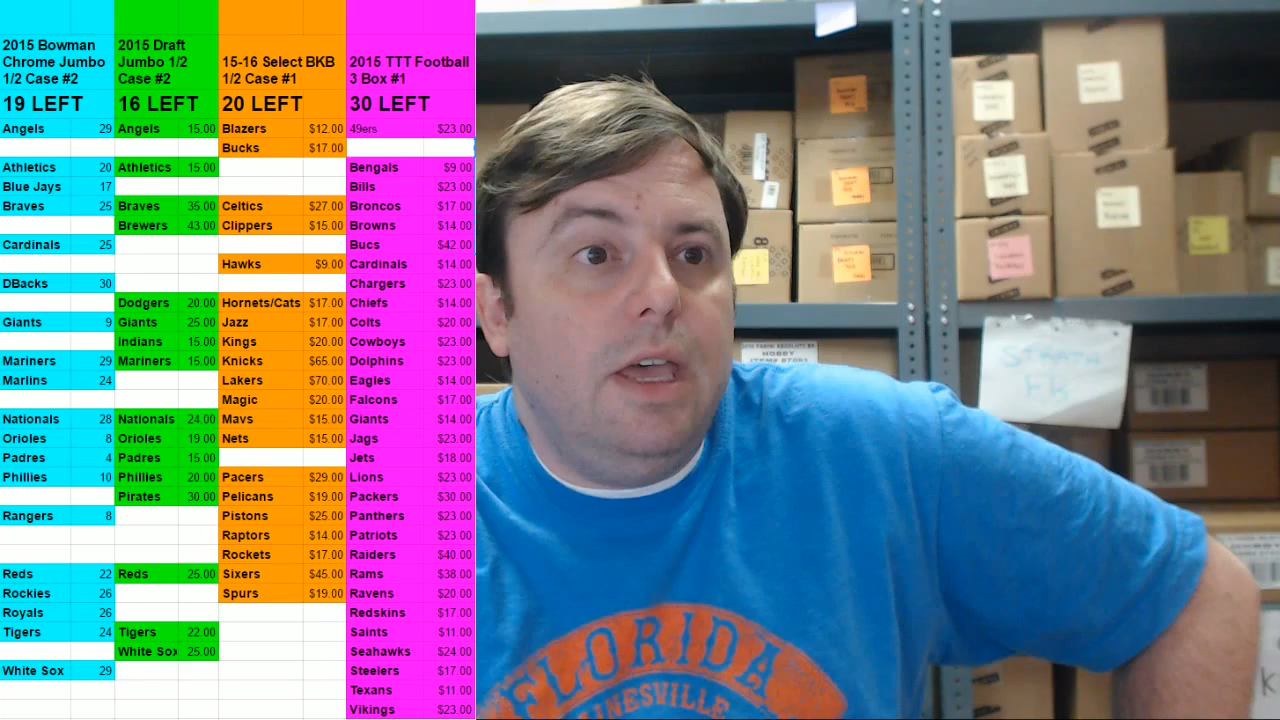 2015 Bowman Chrome Jumbo 1/2 Case #2
2015 Draft Jumbo 1/2 Case #2
15-16 Select BKB 1/2 Case #1
2015 TTT Football 3 Box #1
19 LEFT 16 LEFT 20 LEFT 30 LEFT
Angels 29 Angels 15.00 Blazers $12.00 49ers $23.00
Bucks $17.00
Athletics 20 Athletics 15.00 Bengals $9.00
Blue Jays 17 Bills $23.00
Braves 25 Braves 35.00 Celtics $27.00 Broncos $17.00
Brewers 43.00 Clippers $15.00 Browns $14.00
Cardinals 25 Bucs $42.00
Hawks $9.00 Cardinals $14.00
DBacks 30 Chargers $23.00
Dodgers 20.00 Hornets/Cats $17.00 Chiefs $14.00
Giants 9 Giants 25.00 Jazz $17.00 Colts $20.00
Indians 15.00 Kings $20.00 Cowboys $23.00
Mariners 29 Mariners 15.00 Knicks $65.00 Dolphins $23.00
Marlins 24 Lakers $70.00 Eagles $14.00
Magic $20.00 Falcons $17.00
Nationals 28 Nationals 24.00 Mavs $15.00 Giants $14.00
Orioles 8 Orioles 19.00 Nets $15.00 Jags $23.00
Padres 4 Padres 15.00 Jets $18.00
Phillies 10 Phillies 20.00 Pacers $29.00 Lions $23.00
Pirates 30.00 Pelicans $19.00 Packers $30.00
Rangers 8 Pistons $25.00 Panthers $23.00
Raptors $14.00 Patriots $23.00
Rockets $17.00 Raiders $40.00
Reds 22 Reds 25.00 Sixers $45.00 Rams $38.00
Rockies 26 Spurs $19.00 Ravens $20.00
Royals 26 Redskins $17.00
Tigers 24 Tigers 22.00 Saints $11.00
White Sox 25.00 Seahawks $24.00
White Sox 29 Steelers $17.00
Texans $11.00
Vikings $23.00
HOBBY
FB
FLORIDA